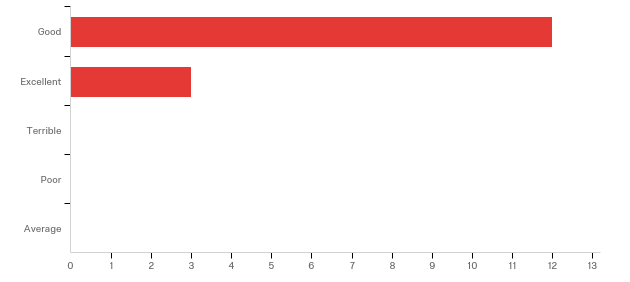 Good
Excellent
Terrible
Poor
Average
0 1 2 3 4 5 6 7 8 9 10 11 12 13